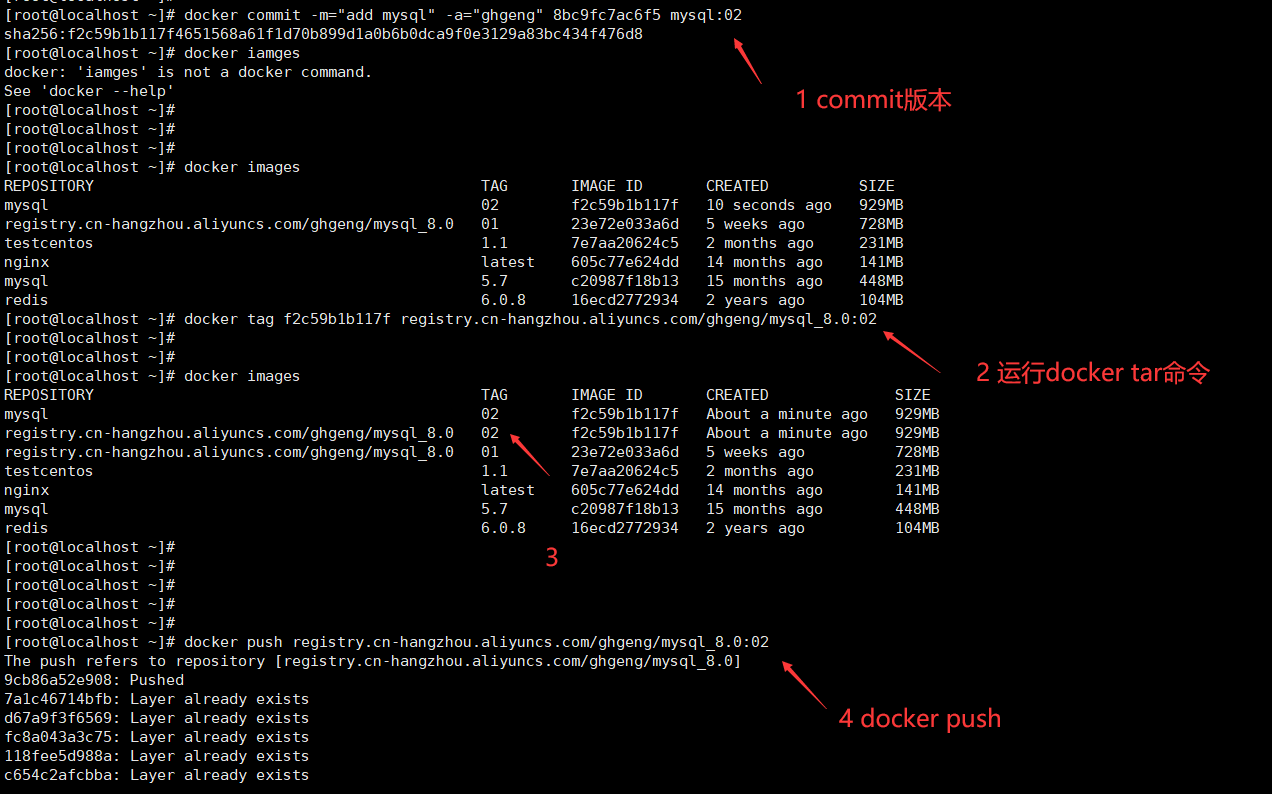 [root@localhost ~]#
[root@localhost ~]# docker commit -m="add mysql" -a="ghgeng" 8bc9fc7ac6f5 mysql:02
sha256:f2c59b1b117f4651568a61f1d70b899d1a0b6b0dca9f0e3129a83bc434f476d8
[root@localhost ~]# docker iamges
docker: 'iamges' is not a docker command.
See 'docker --help'
1 commit版本
[root@localhost ~]#
[root@localhost ~]#
[root@localhost ~]#
[root@localhost ~]# docker images
REPOSITORY TAG IMAGE ID CREATED SIZE
mysql 02 f2c59b1b117f 10 seconds ago 929MB
registry.cn-hangzhou.aliyuncs.com/ghgeng/mysql_8.0 01 23e72e033a6d 5 weeks ago 728MB
testcentos 1.1 7e7aa20624c5 2 months ago 231MB
nginx latest 605c77e624dd 14 months ago 141MB
mysql 5.7 c20987f18b13 15 months ago 448MB
redis 6.0.8 16ecd2772934 2 years ago 104MB
[root@localhost ~]# docker tag f2c59b1b117f registry.cn-hangzhou.aliyuncs.com/ghgeng/mysql_8.0:02
[root@localhost ~]#
[root@localhost ~]#
2 运行docker tar命令
[root@localhost ~]# docker images
REPOSITORY TAG IMAGE ID CREATED SIZE
mysql 02 f2c59b1b117f About a minute ago 929MB
registry.cn-hangzhou.aliyuncs.com/ghgeng/mysql_8.0 02 f2c59b1b117f About a minute ago 929MB
registry.cn-hangzhou.aliyuncs.com/ghgeng/mysql_8.0 01 23e72e033a6d 5 weeks ago 728MB
testcentos 1.1 7e7aa20624c5 2 months ago 231MB
nginx latest 605c77e624dd 14 months ago 141MB
mysql 5.7 c20987f18b13 15 months ago 448MB
redis 6.0.8 16ecd2772934 2 years ago 104MB
[root@localhost ~]#
3
[root@localhost ~]#
[root@localhost ~]#
[root@localhost ~]#
[root@localhost ~]#
[root@localhost ~]# docker push registry.cn-hangzhou.aliyuncs.com/ghgeng/mysql_8.0:02
The push refers to repository [registry.cn-hangzhou.aliyuncs.com/ghgeng/mysql_8.0]
9cb86a52e908: Pushed
7a1c46714bfb: Layer already exists
d67a9f3f6569: Layer already exists
4 docker push
fc8a043a3c75: Layer already exists
118fee5d988a: Layer already exists
c654c2afcbba: Layer already exists